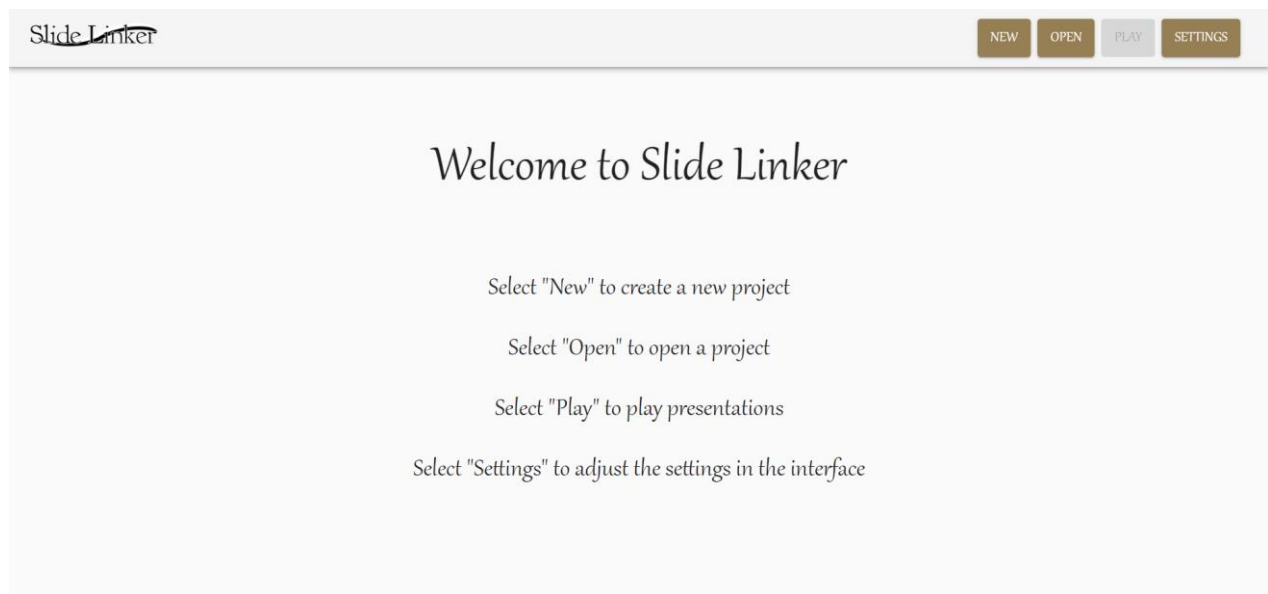 Slide Linker
NEW OPEN PLAY SETTINGS
Welcome to Slide Linker
Select "New" to create a new project
Select "Open" to open a project
Select "Play" to play presentations
Select "Settings" to adjust the settings in the interface